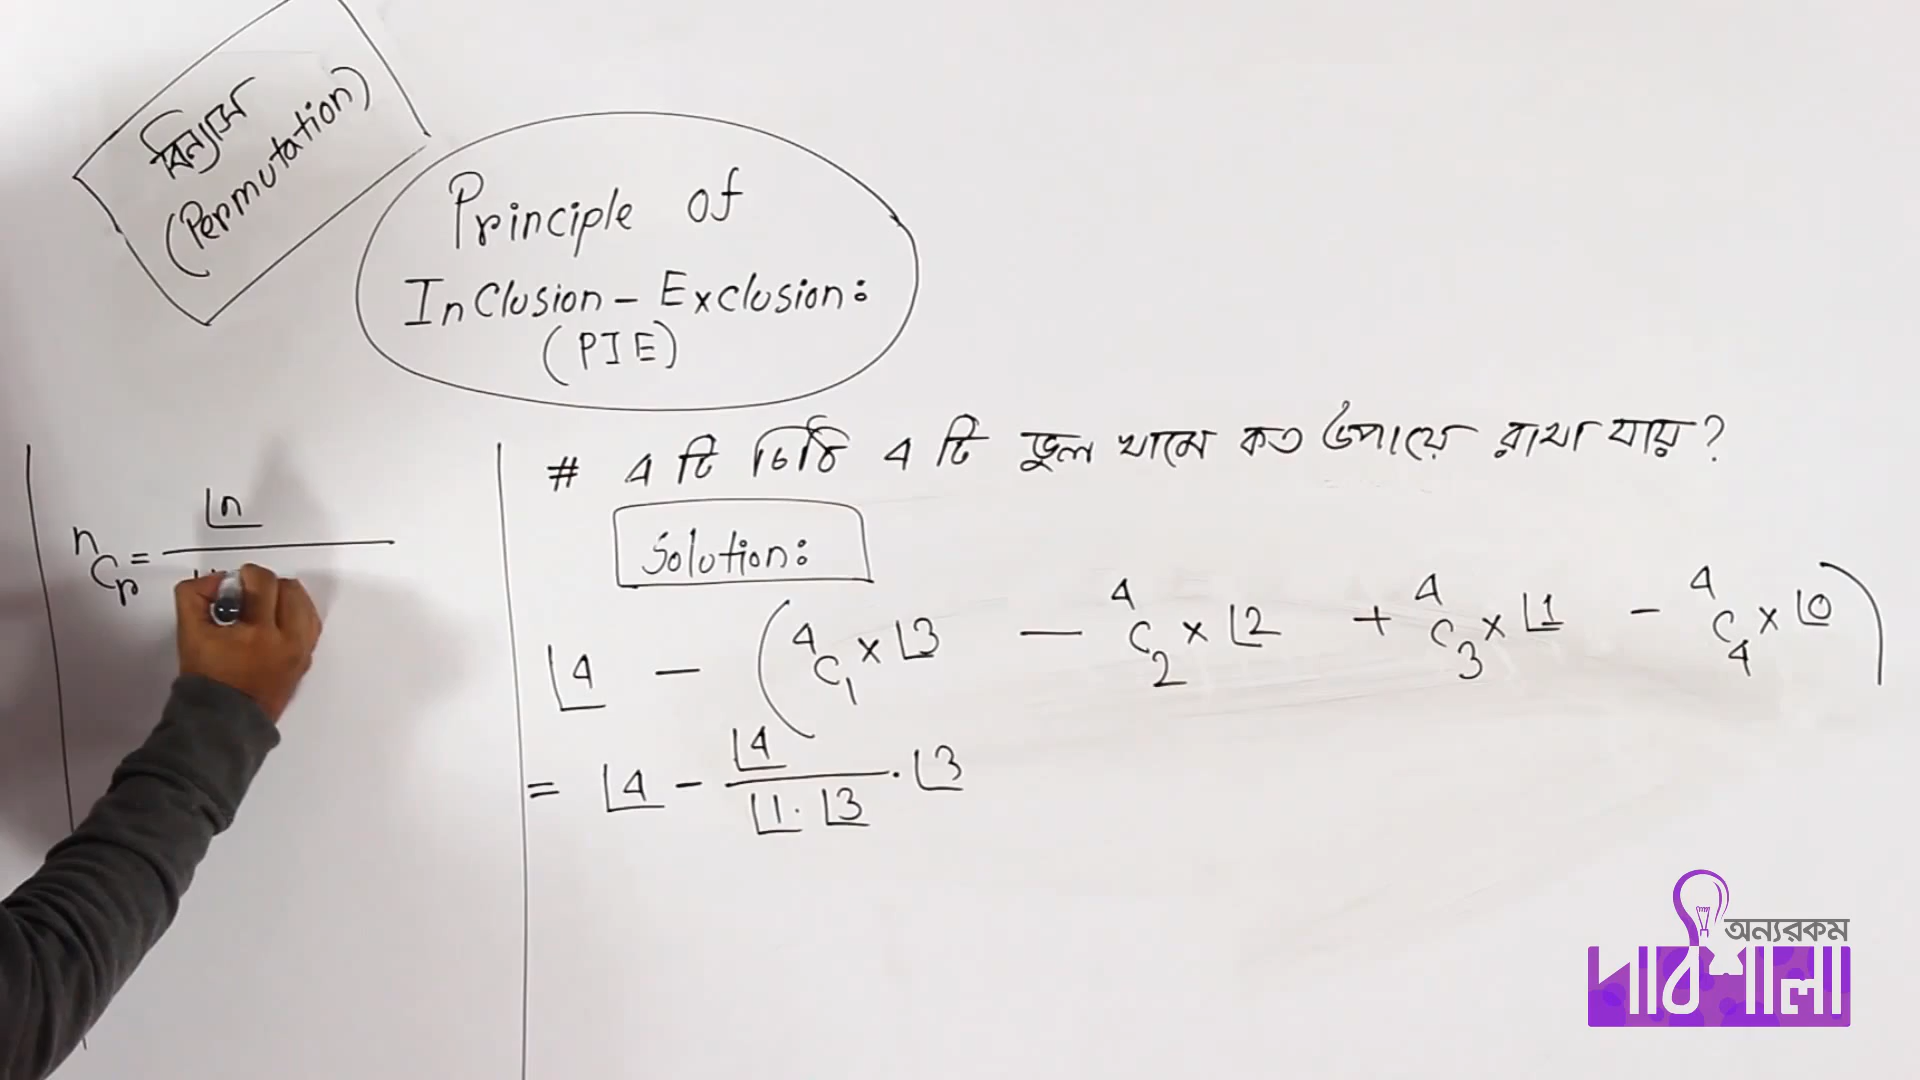 বিন্যাস
(Permutation)
Principle of
Inclusion - Exclusion:
(PIE)
# 4 টি চিঠি 4 টি ভুল খামে কত উপায়ে রাখা যায়?
Solution:
ⁿCᵣ = ∟n
∟4 - (⁴C₁ × ∟3 - ⁴C₂ × ∟2 + ⁴C₃ × ∟1 - ⁴C₄ × ∟0)
= ∟4 - ∟4 / ∟1 . ∟3 . ∟3
অন্যরকম
পাঠশালা